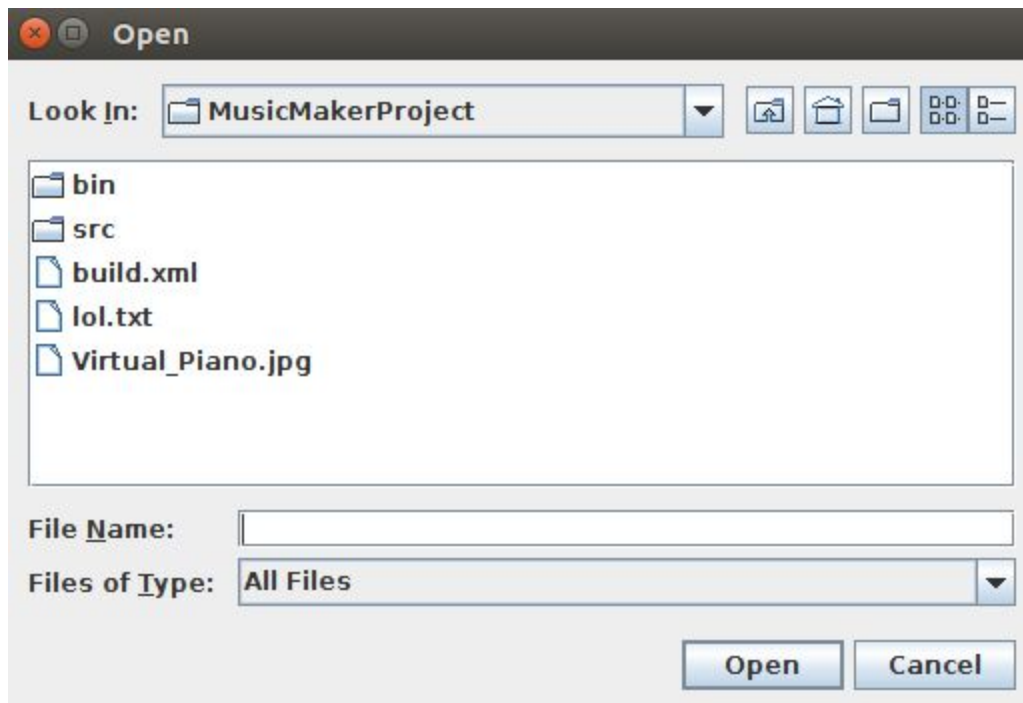 Open
Look In: MusicMakerProject
bin
src
build.xml
lol.txt
Virtual_Piano.jpg
File Name:
Files of Type: All Files
Open Cancel